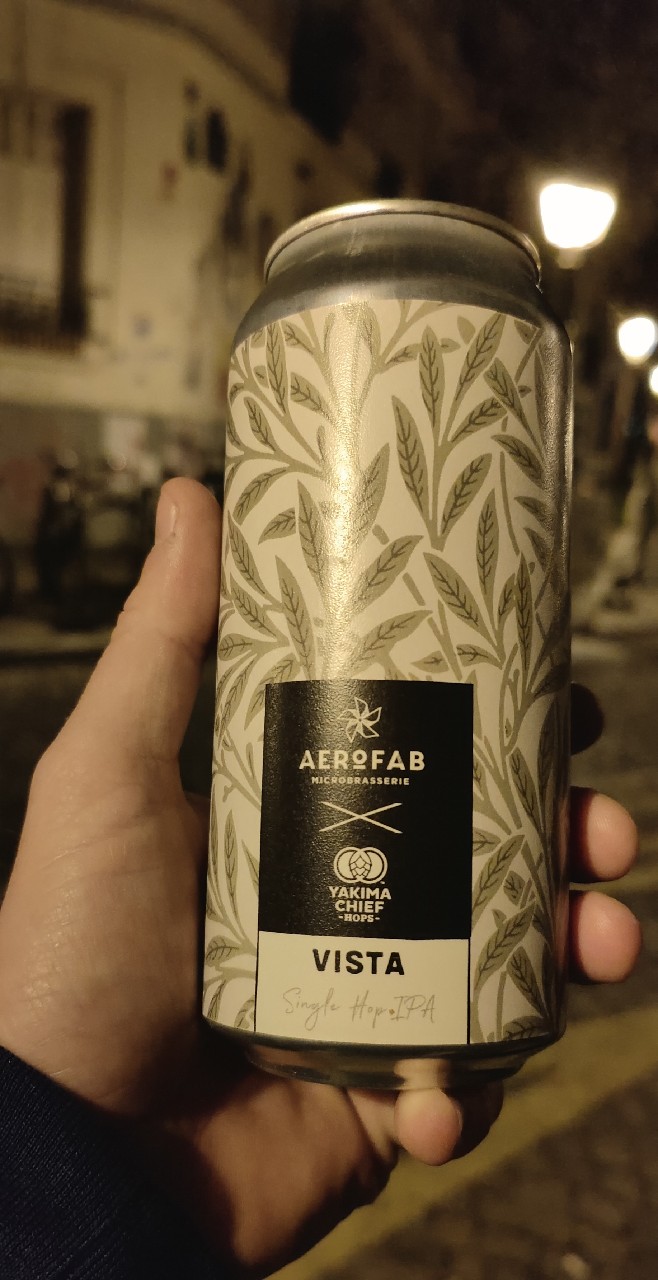 AEROFAB
MICROBRASSERIE
YAKIMA
CHIEF
-HOPS-
VISTA
Single Hop IPA